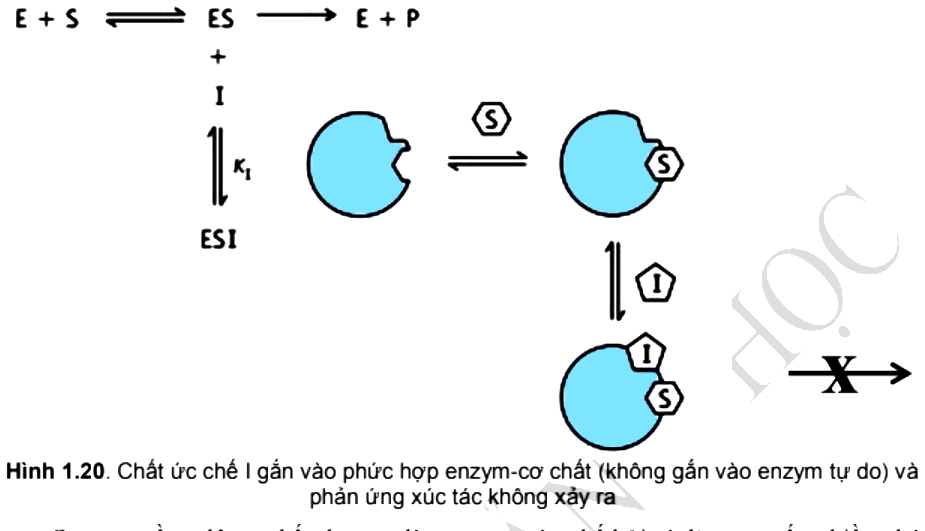 E + S ⇌ ES ⟶ E + P
+
I
K_I
ESI
S
S
I
I
S
X
HỌC
Hình 1.20. Chất ức chế I gắn vào phức hợp enzym-cơ chất (không gắn vào enzym tự do) và
phản ứng xúc tác không xảy ra